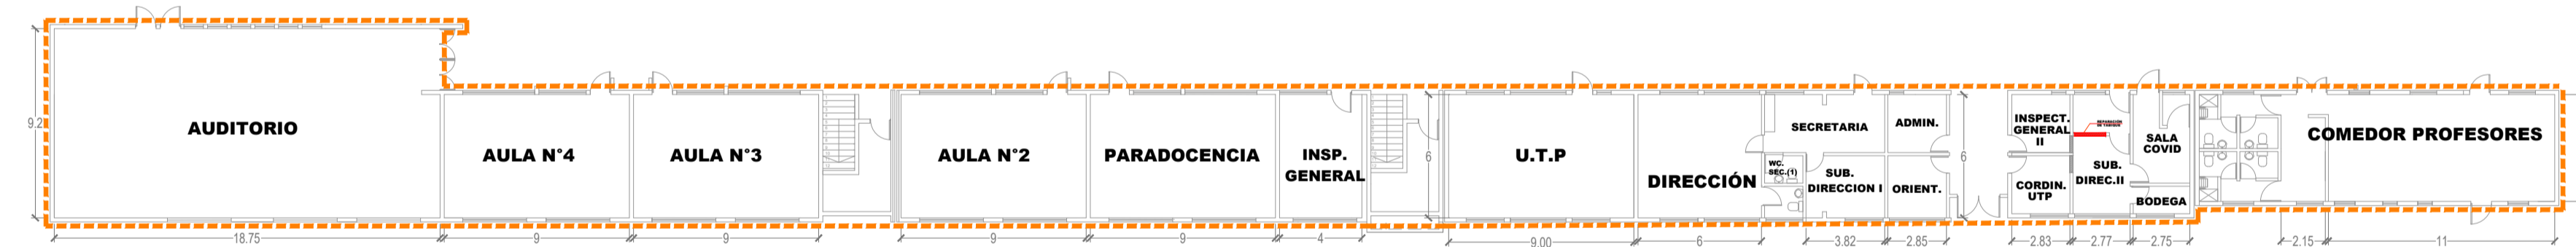 9.2
AUDITORIO
AULA N°4
AULA N°3
AULA N°2
PARADOCENCIA
INSP.
GENERAL
6
U.T.P
DIRECCIÓN
WC.
SEC.(1)
SECRETARIA
SUB.
DIRECCION I
ADMIN.
ORIENT.
6
INSPECT.
GENERAL
II
CORDIN.
UTP
REPARACIÓN
DE TABIQUE
SUB.
DIREC.II
SALA
COVID
BODEGA
COMEDOR PROFESORES
18.75
9
9
9
9
4
9.00
6
3.82
2.85
2.83
2.77
2.75
2.15
11